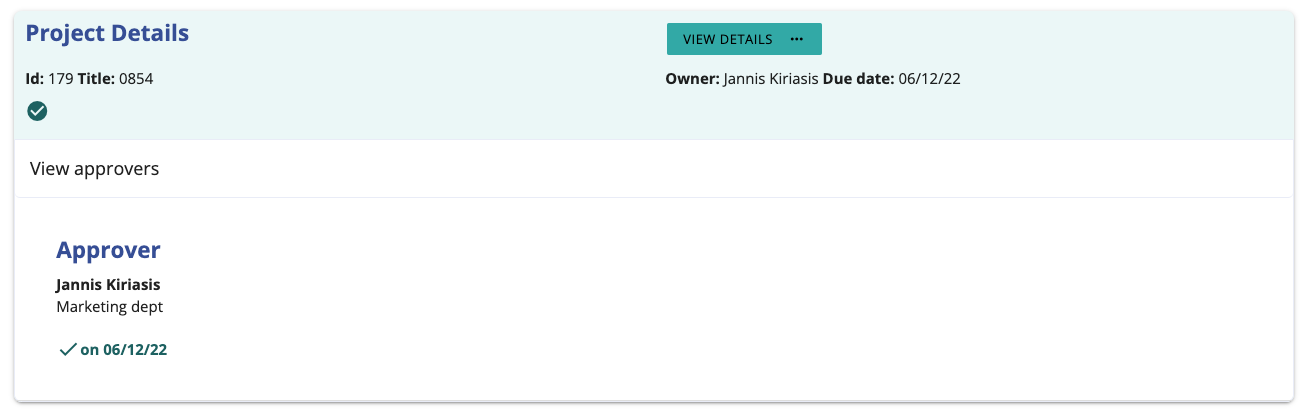 Project Details
VIEW DETAILS ...
Id: 179 Title: 0854
Owner: Jannis Kiriasis Due date: 06/12/22
View approvers
Approver
Jannis Kiriasis
Marketing dept
on 06/12/22